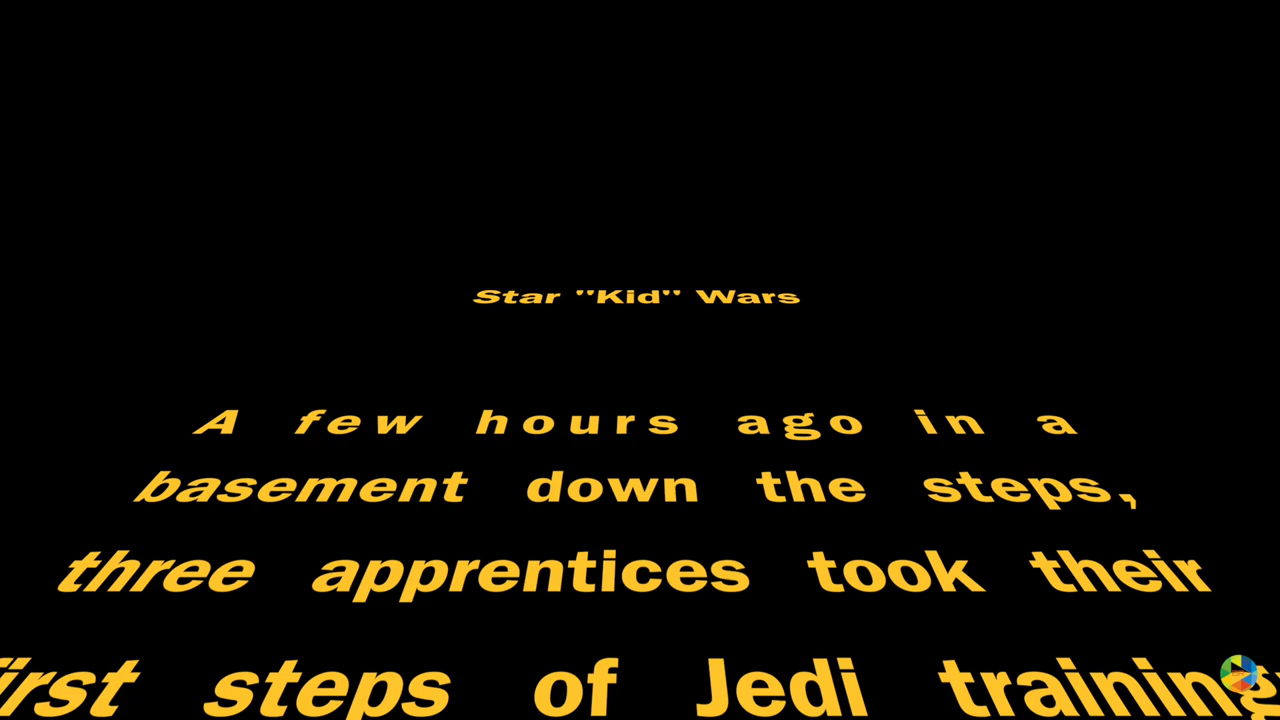 Star "Kid" Wars
A few hours ago in a
basement down the steps,
three apprentices took their
first steps of Jedi training